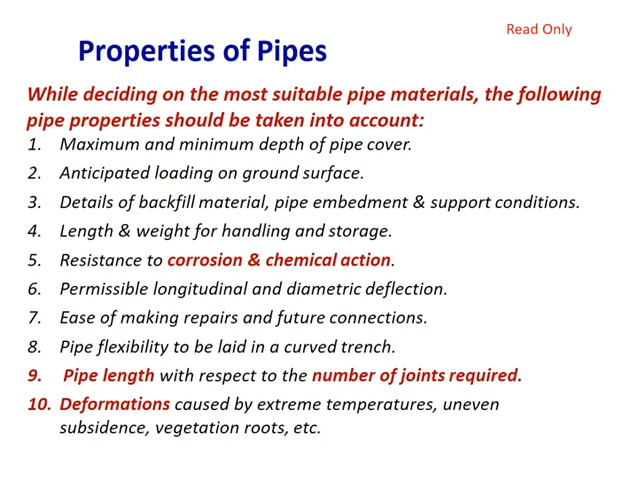 Read Only
Properties of Pipes
While deciding on the most suitable pipe materials, the following
pipe properties should be taken into account:
1. Maximum and minimum depth of pipe cover.
2. Anticipated loading on ground surface.
3. Details of backfill material, pipe embedment & support conditions.
4. Length & weight for handling and storage.
5. Resistance to corrosion & chemical action.
6. Permissible longitudinal and diametric deflection.
7. Ease of making repairs and future connections.
8. Pipe flexibility to be laid in a curved trench.
9. Pipe length with respect to the number of joints required.
10. Deformations caused by extreme temperatures, uneven
subsidence, vegetation roots, etc.